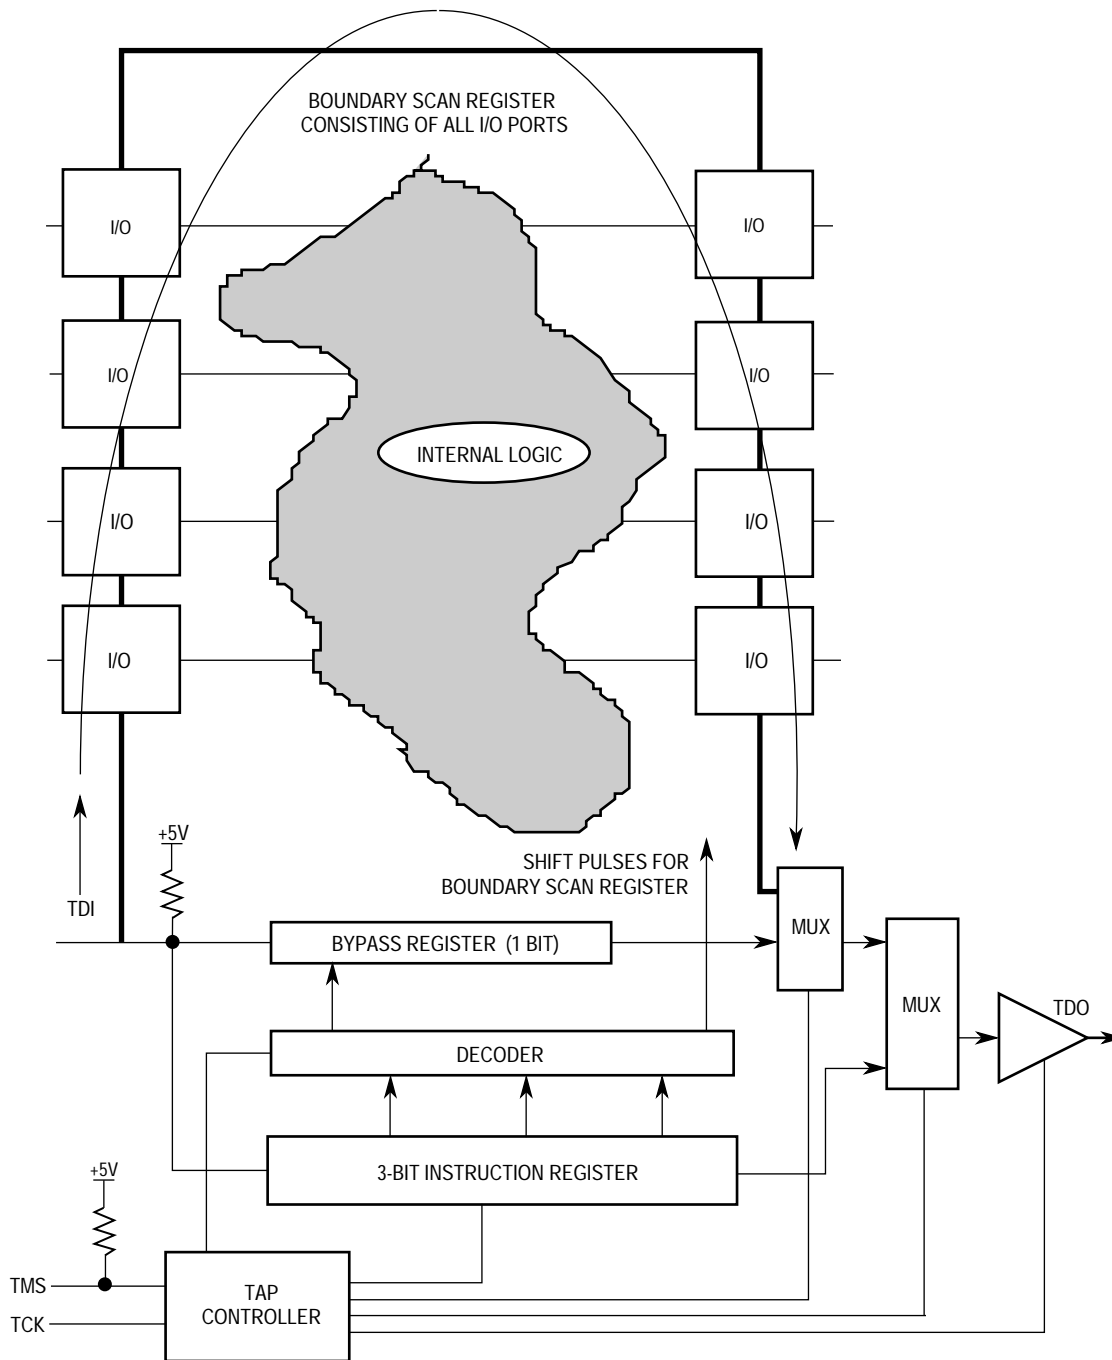 BOUNDARY SCAN REGISTER
CONSISTING OF ALL I/O PORTS
I/O
I/O
I/O
I/O
INTERNAL LOGIC
I/O
I/O
I/O
I/O
+5V
TDI
SHIFT PULSES FOR
BOUNDARY SCAN REGISTER
MUX
BYPASS REGISTER (1 BIT)
MUX
TDO
DECODER
3-BIT INSTRUCTION REGISTER
+5V
TMS
TCK
TAP
CONTROLLER